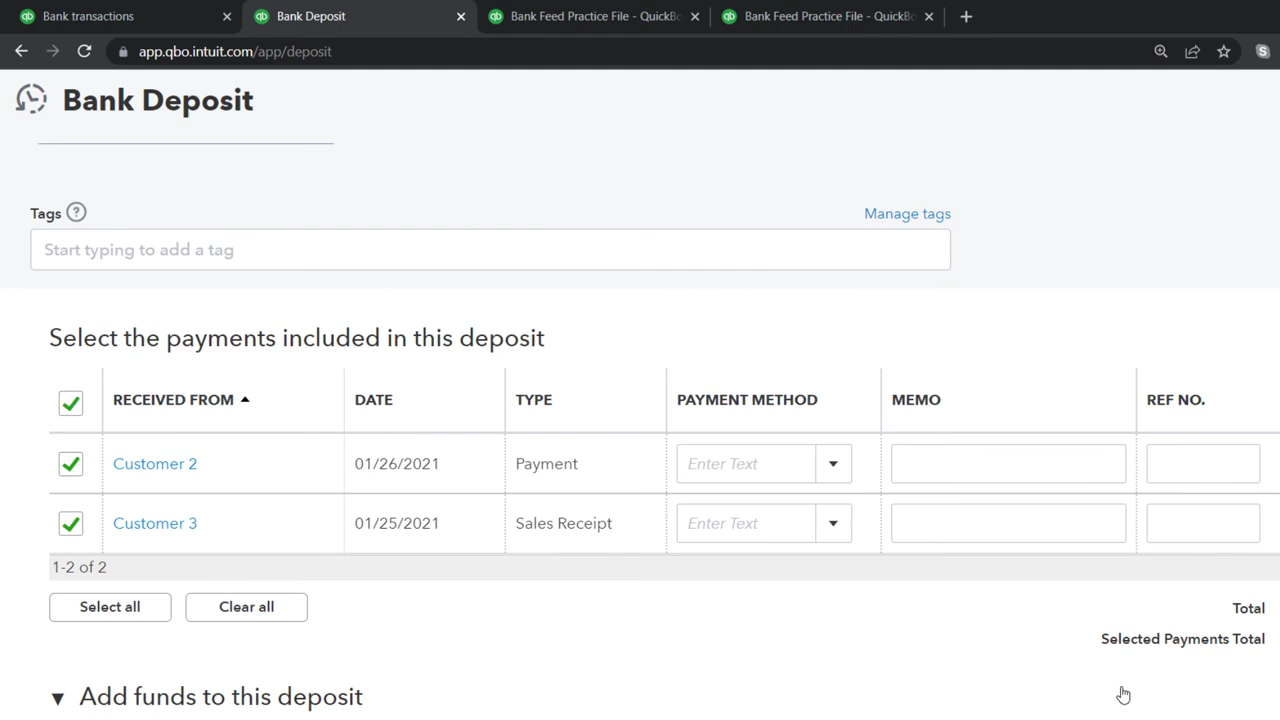 Bank transactions
Bank Deposit
Bank Feed Practice File - QuickBo
Bank Feed Practice File - QuickBo
app.qbo.intuit.com/app/deposit
S
Bank Deposit
Tags ?
Manage tags
Start typing to add a tag
Select the payments included in this deposit
RECEIVED FROM DATE TYPE PAYMENT METHOD MEMO REF NO.
Customer 2 01/26/2021 Payment Enter Text
Customer 3 01/25/2021 Sales Receipt Enter Text
1-2 of 2
Select all Clear all
Total
Selected Payments Total
Add funds to this deposit